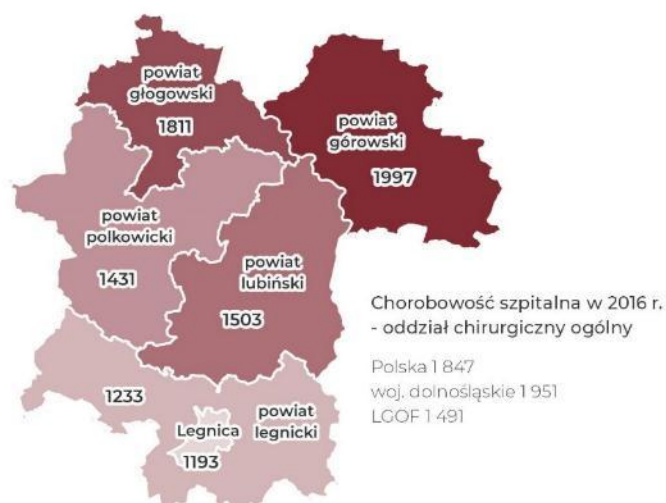 powiat
głogowski
1811
powiat
górowski
1997
powiat
polkowicki
1431
powiat
lubiński
1503
Chorobowość szpitalna w 2016 r.
- oddział chirurgiczny ogólny
Polska 1 847
woj. dolnośląskie 1 951
LGOF 1 491
1233
Legnica
1193
powiat
legnicki